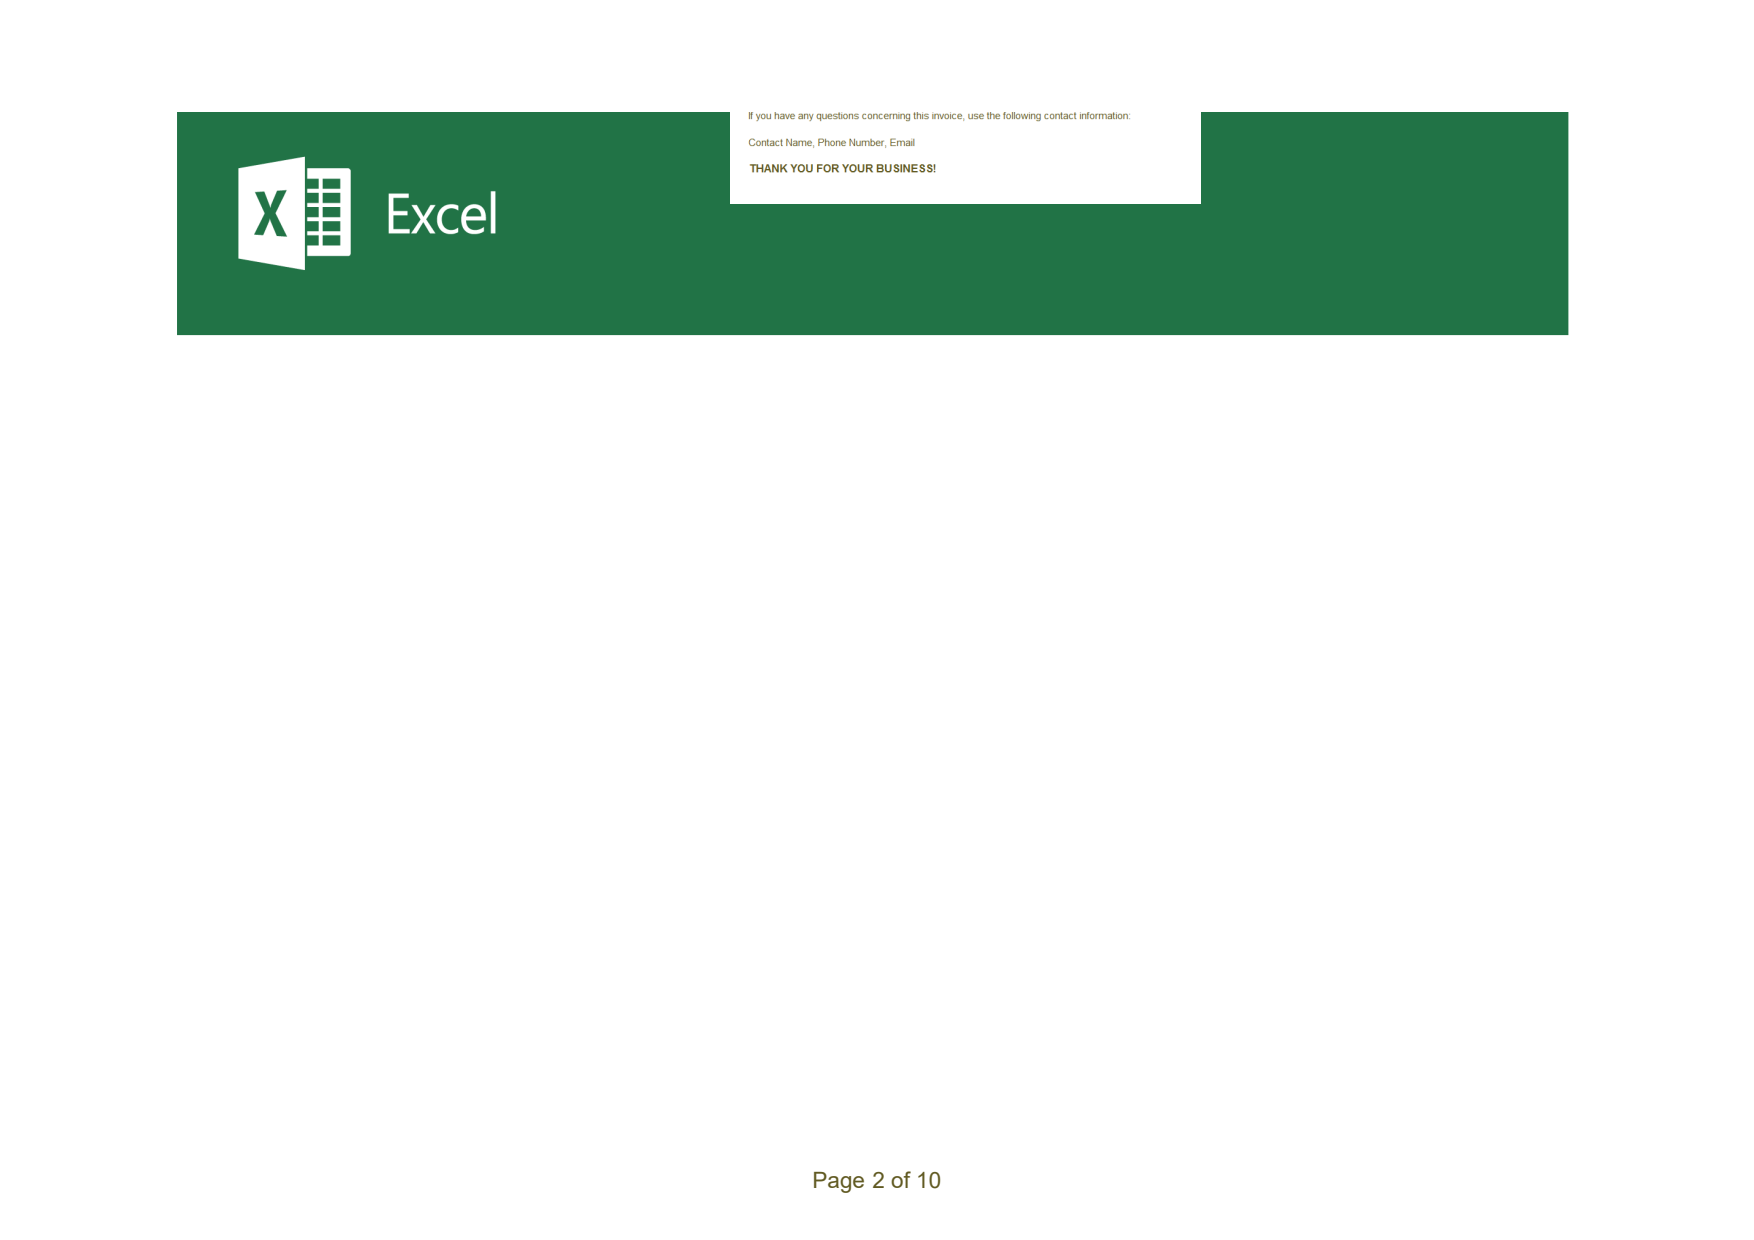 If you have any questions concerning this invoice, use the following contact information:
Contact Name, Phone Number, Email
THANK YOU FOR YOUR BUSINESS!
X Excel
Page 2 of 10